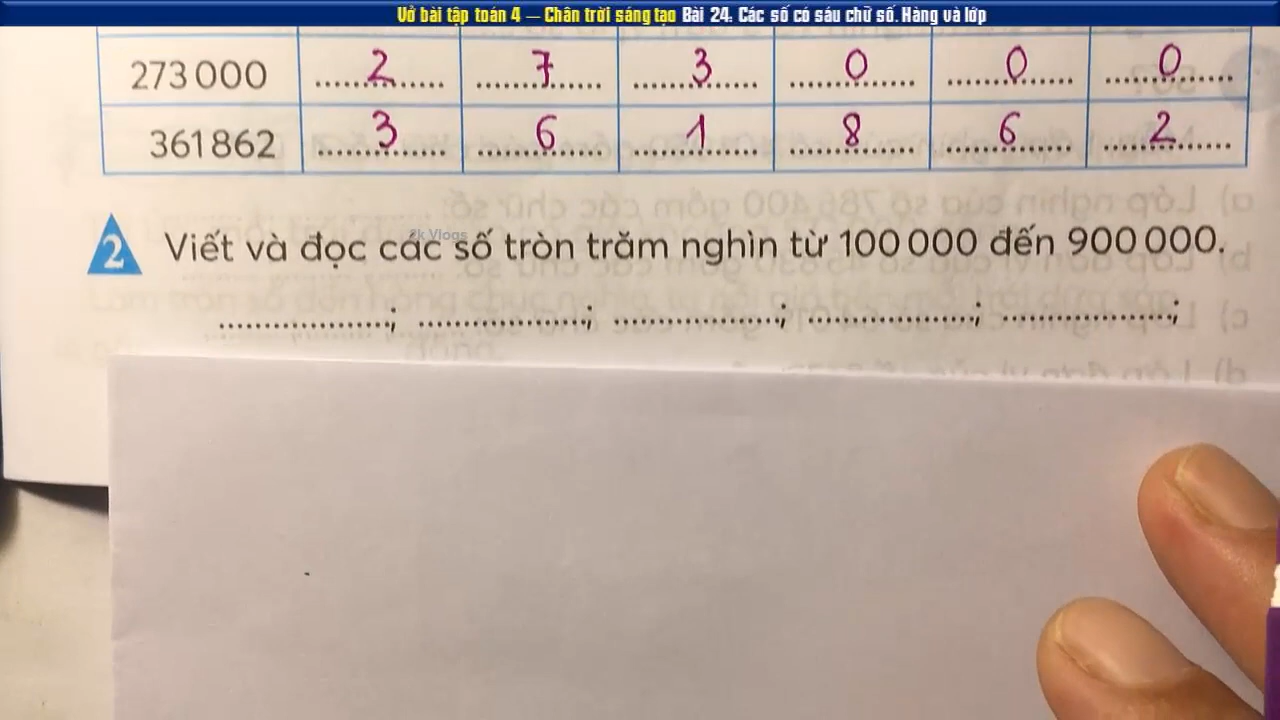 Vở bài tập toán 4 – Chân trời sáng tạo Bài 24. Các số có sáu chữ số. Hàng và lớp
273 000 2 7 3 0 0 0
361 862 3 6 1 8 6 2
2k Vlogs
2 Viết và đọc các số tròn trăm nghìn từ 100 000 đến 900 000.
..................; ..................; ..................; ..................; ..................;